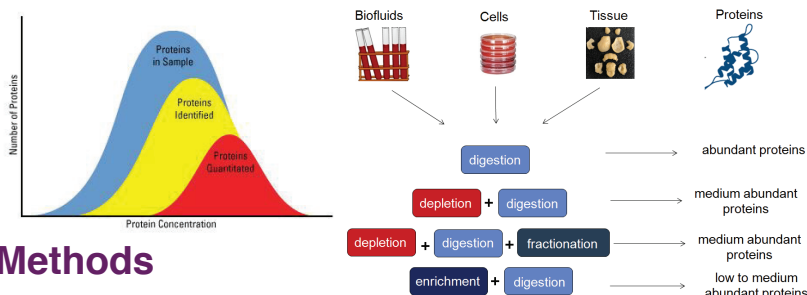 Number of Proteins
Proteins
in Sample
Proteins
Identified
Proteins
Quantitated
Protein Concentration
Methods
Biofluids
Cells
Tissue
Proteins
digestion
abundant proteins
depletion + digestion
medium abundant
proteins
depletion + digestion + fractionation
medium abundant
proteins
enrichment + digestion
low to medium
abundant proteins